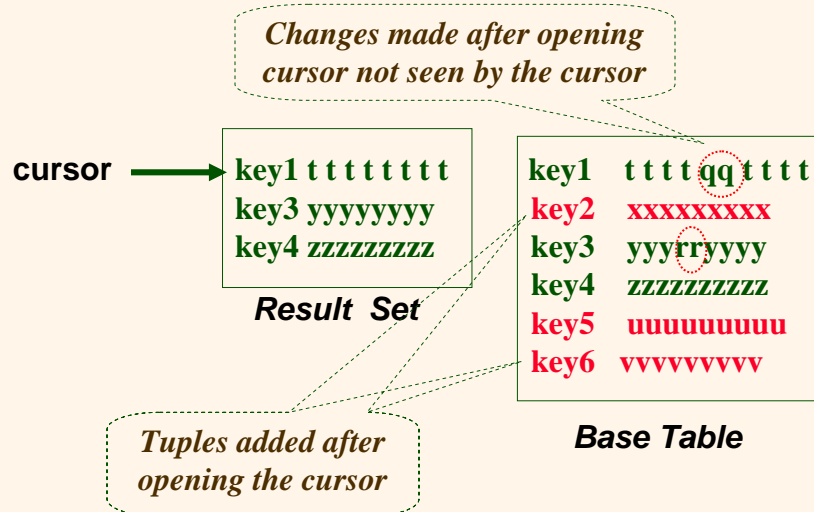 Changes made after opening
cursor not seen by the cursor
cursor
key1 t t t t t t t t
key3 yyyyyyyy
key4 zzzzzzzzz
Result Set
key1 t t t t qq t t t t
key2 xxxxxxxxx
key3 yyyrryyyy
key4 zzzzzzzzzz
key5 uuuuuuuuu
key6 vvvvvvvvv
Base Table
Tuples added after
opening the cursor